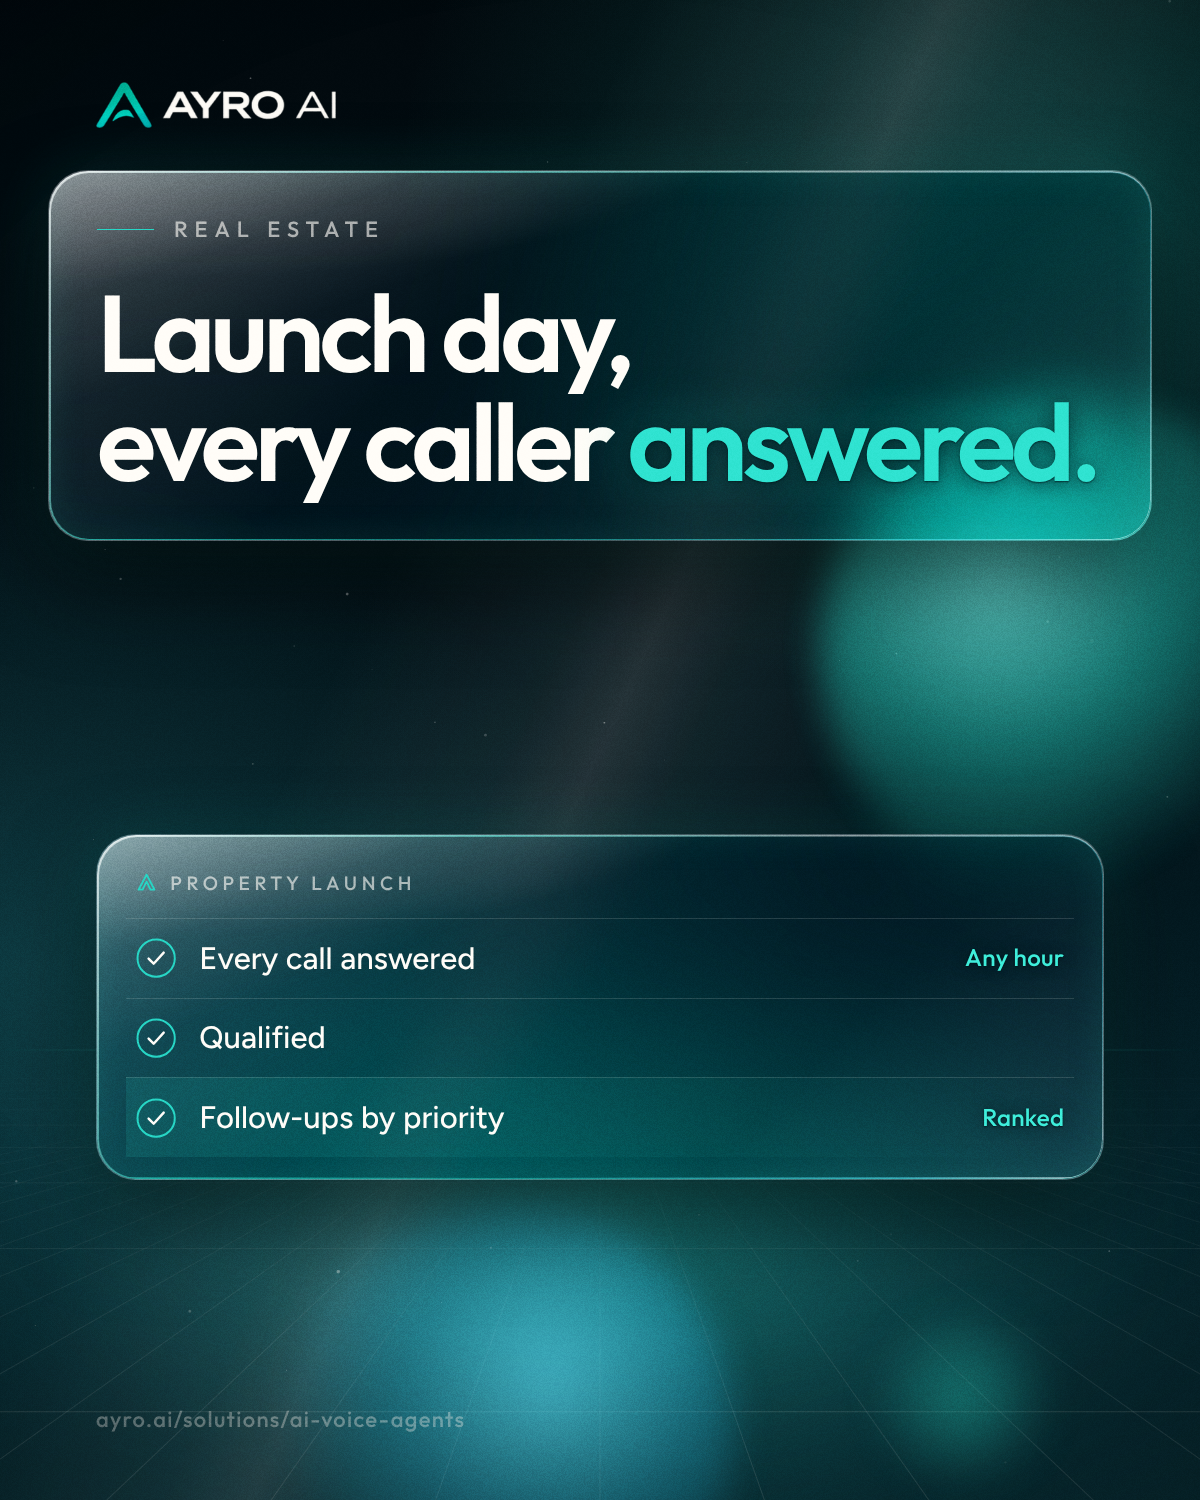 AYRO AI
REAL ESTATE
Launch day,
every caller answered.
PROPERTY LAUNCH
Every call answered Any hour
Qualified
Follow-ups by priority Ranked
ayro.ai/solutions/ai-voice-agents